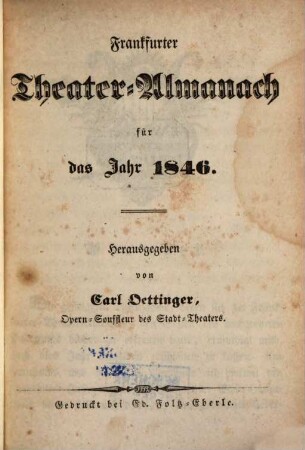 Frankfurter
Theater-Almanach
für
das Jahr 1846.
Herausgegeben
von
Carl Oettinger,
Opern-Souffleur des Stadt-Theaters.
Gedruckt bei Ed. Foltz-Eberle.